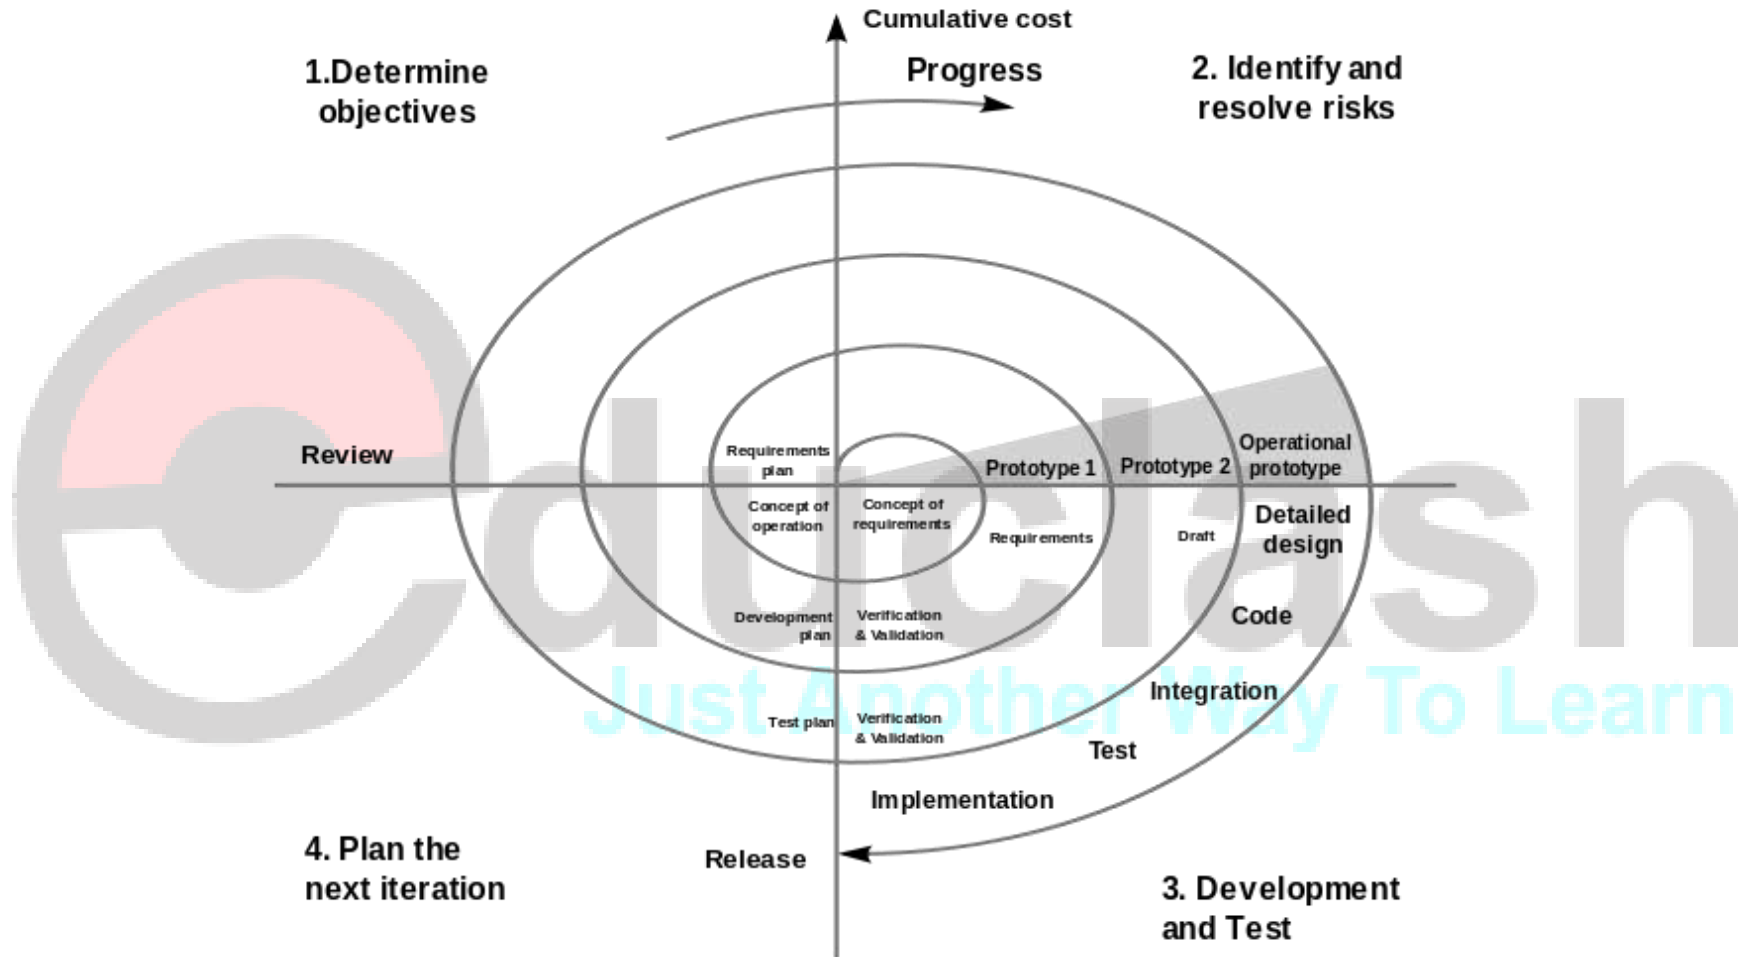 Cumulative cost
Progress
1.Determine
objectives
2. Identify and
resolve risks
Review
Requirements
plan
Prototype 1
Prototype 2
Operational
prototype
Concept of
operation
Concept of
requirements
Requirements
Draft
Detailed
design
Development
plan
Verification
& Validation
Code
Integration
Test plan
Verification
& Validation
Test
Implementation
Release
4. Plan the
next iteration
3. Development
and Test
educlash
Just Another Way To Learn